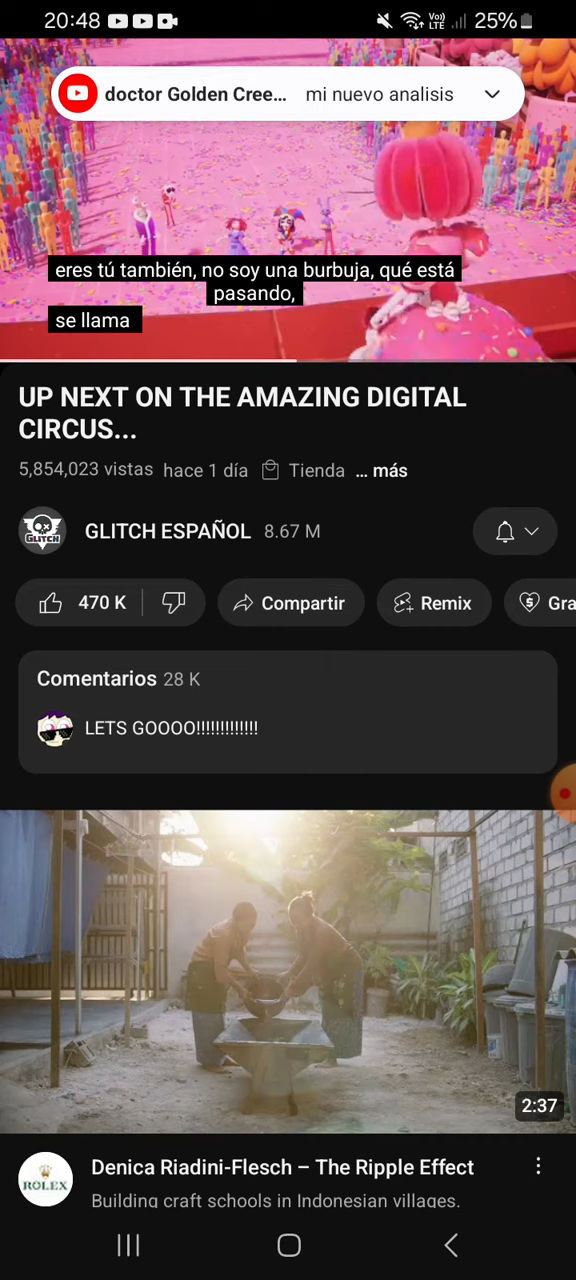 20:48
Vo))
LTE
25%
doctor Golden Cree... mi nuevo analisis
eres tú también, no soy una burbuja, qué está
pasando,
se llama
UP NEXT ON THE AMAZING DIGITAL
CIRCUS...
5,854,023 vistas hace 1 día Tienda ... más
GLITCH
GLITCH ESPAÑOL 8.67 M
470 K Compartir Remix Gra
Comentarios 28 K
LETS GOOOO!!!!!!!!!!!!!
2:37
ROLEX
Denica Riadini-Flesch – The Ripple Effect
Building craft schools in Indonesian villages.